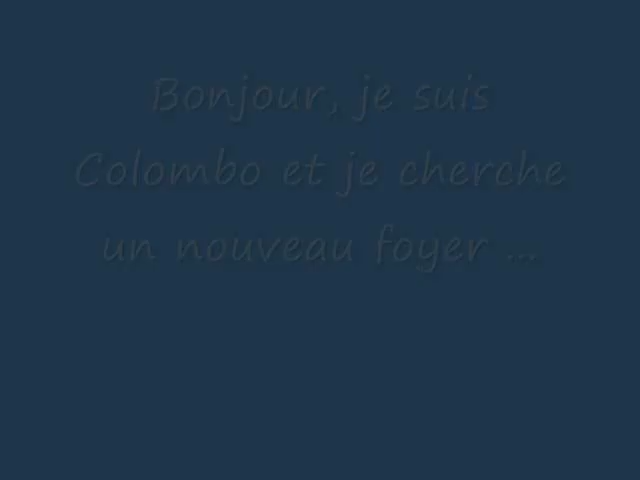 Bonjour, je suis
Colombo et je cherche
un nouveau foyer ...